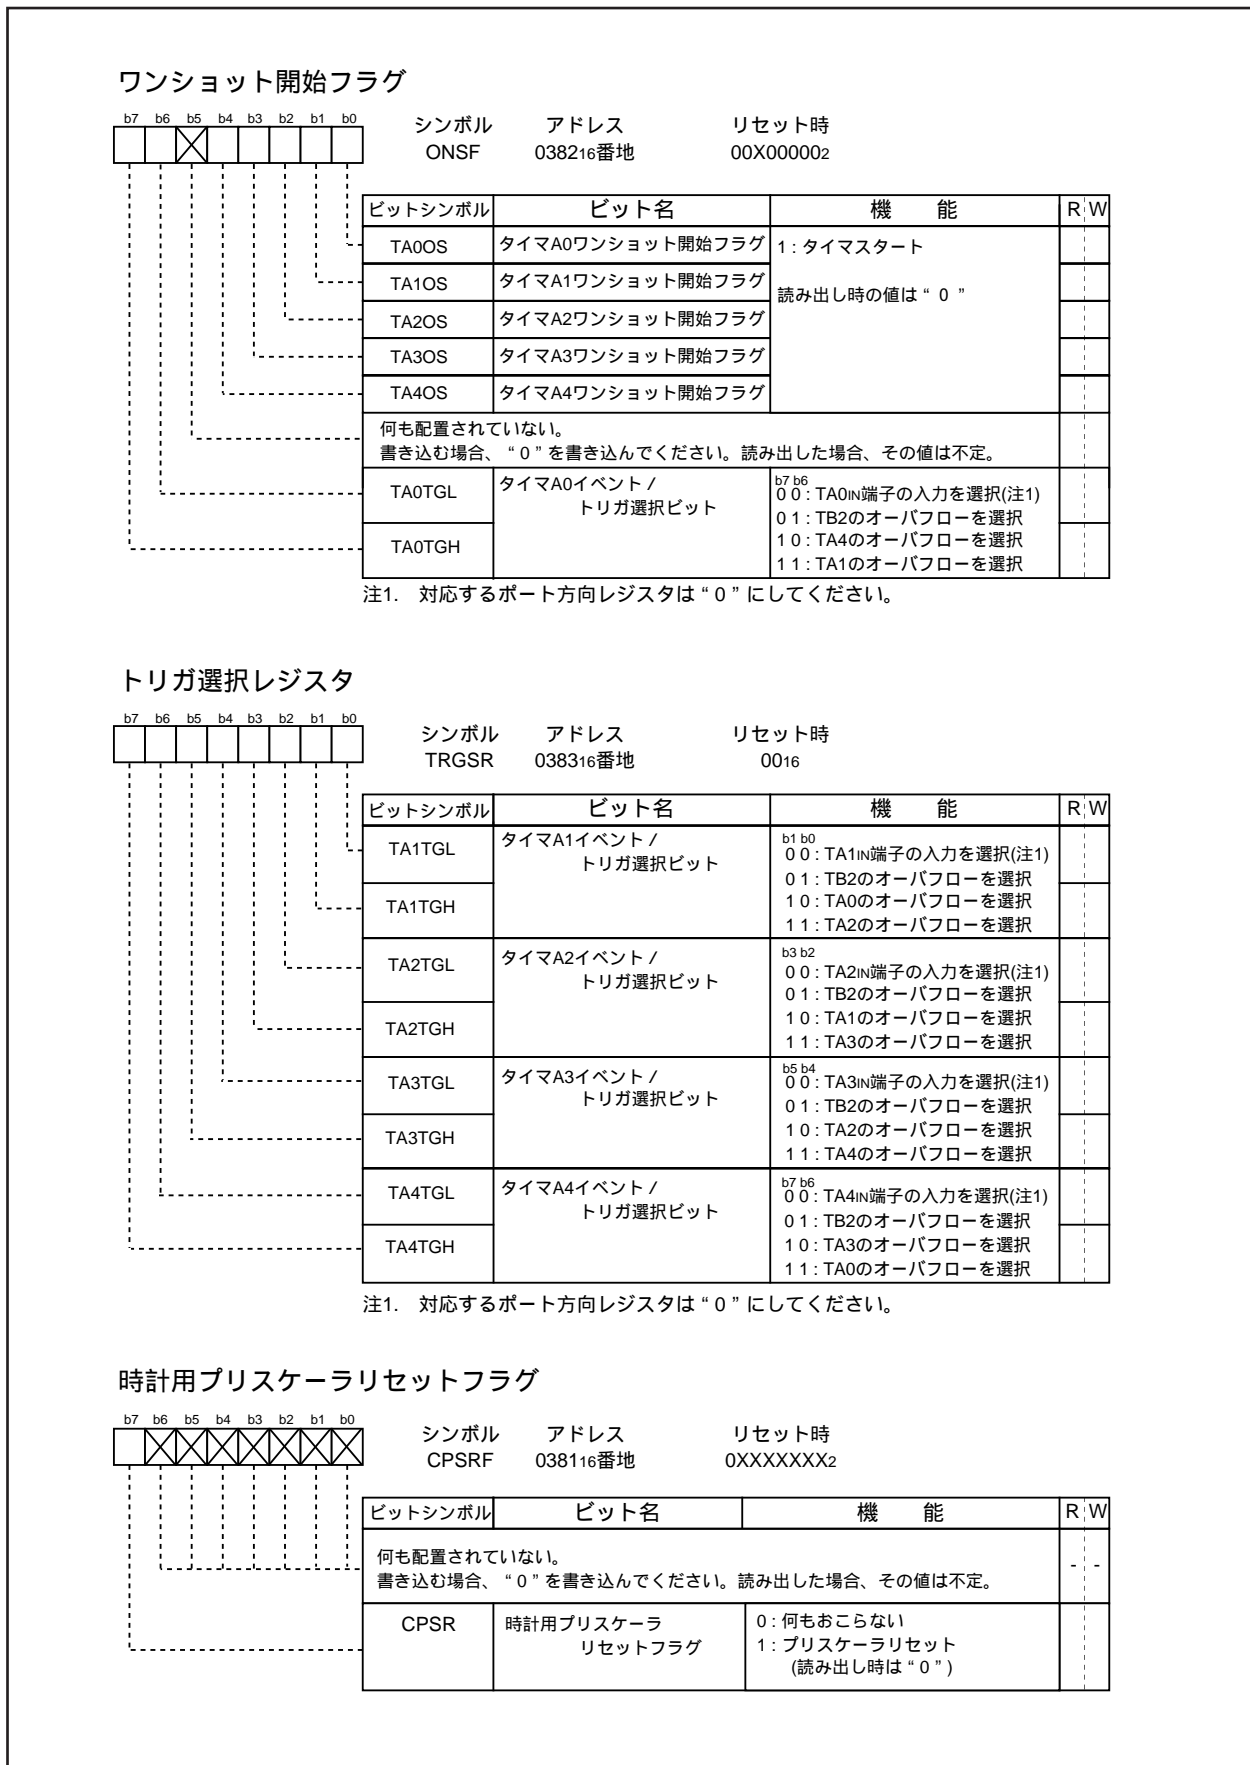 ワンショット開始フラグ
b7 b6 b5 b4 b3 b2 b1 b0
シンボル アドレス リセット時
ONSF 038216番地 00X000002
ビットシンボル ビット名 機 能 R W
TA0OS タイマA0ワンショット開始フラグ 1 : タイマスタート
TA1OS タイマA1ワンショット開始フラグ 読み出し時の値は“ 0 ”
TA2OS タイマA2ワンショット開始フラグ
TA3OS タイマA3ワンショット開始フラグ
TA4OS タイマA4ワンショット開始フラグ
何も配置されていない。
書き込む場合、“ 0 ” を書き込んでください。読み出した場合、その値は不定。
TA0TGL タイマA0イベント / b7 b6
トリガ選択ビット 0 0 : TA0IN端子の入力を選択(注1)
0 1 : TB2のオーバフローを選択
TA0TGH 1 0 : TA4のオーバフローを選択
1 1 : TA1のオーバフローを選択
注1. 対応するポート方向レジスタは “ 0 ” にしてください。
トリガ選択レジスタ
b7 b6 b5 b4 b3 b2 b1 b0
シンボル アドレス リセット時
TRGSR 038316番地 0016
ビットシンボル ビット名 機 能 R W
TA1TGL タイマA1イベント / b1 b0
トリガ選択ビット 0 0 : TA1IN端子の入力を選択(注1)
0 1 : TB2のオーバフローを選択
TA1TGH 1 0 : TA0のオーバフローを選択
1 1 : TA2のオーバフローを選択
TA2TGL タイマA2イベント / b3 b2
トリガ選択ビット 0 0 : TA2IN端子の入力を選択(注1)
0 1 : TB2のオーバフローを選択
TA2TGH 1 0 : TA1のオーバフローを選択
1 1 : TA3のオーバフローを選択
TA3TGL タイマA3イベント / b5 b4
トリガ選択ビット 0 0 : TA3IN端子の入力を選択(注1)
0 1 : TB2のオーバフローを選択
TA3TGH 1 0 : TA2のオーバフローを選択
1 1 : TA4のオーバフローを選択
TA4TGL タイマA4イベント / b7 b6
トリガ選択ビット 0 0 : TA4IN端子の入力を選択(注1)
0 1 : TB2のオーバフローを選択
TA4TGH 1 0 : TA3のオーバフローを選択
1 1 : TA0のオーバフローを選択
注1. 対応するポート方向レジスタは “ 0 ” にしてください。
時計用プリスケーラリセットフラグ
b7 b6 b5 b4 b3 b2 b1 b0
シンボル アドレス リセット時
CPSRF 038116番地 0XXXXXXX2
ビットシンボル ビット名 機 能 R W
何も配置されていない。
書き込む場合、“ 0 ” を書き込んでください。読み出した場合、その値は不定。 - -
CPSR 時計用プリスケーラ 0 : 何もおこらない
リセットフラグ 1 : プリスケーラリセット
(読み出し時は “ 0 ” )